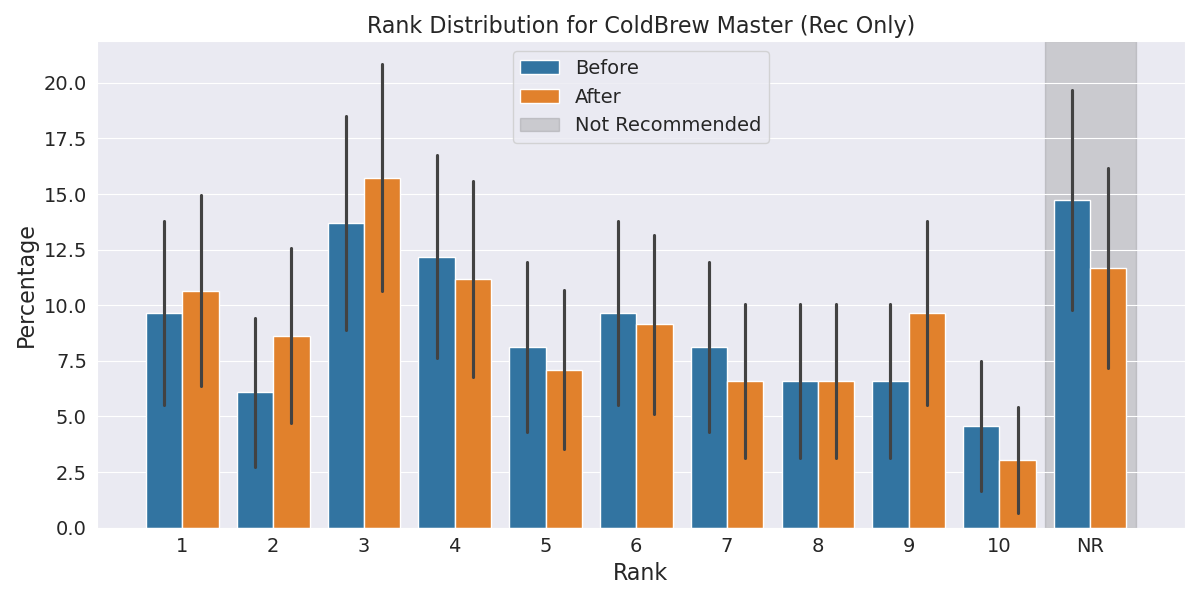 Rank Distribution for ColdBrew Master (Rec Only)
Before
After
Not Recommended
Percentage
20.0
17.5
15.0
12.5
10.0
7.5
5.0
2.5
0.0
1 2 3 4 5 6 7 8 9 10 NR
Rank